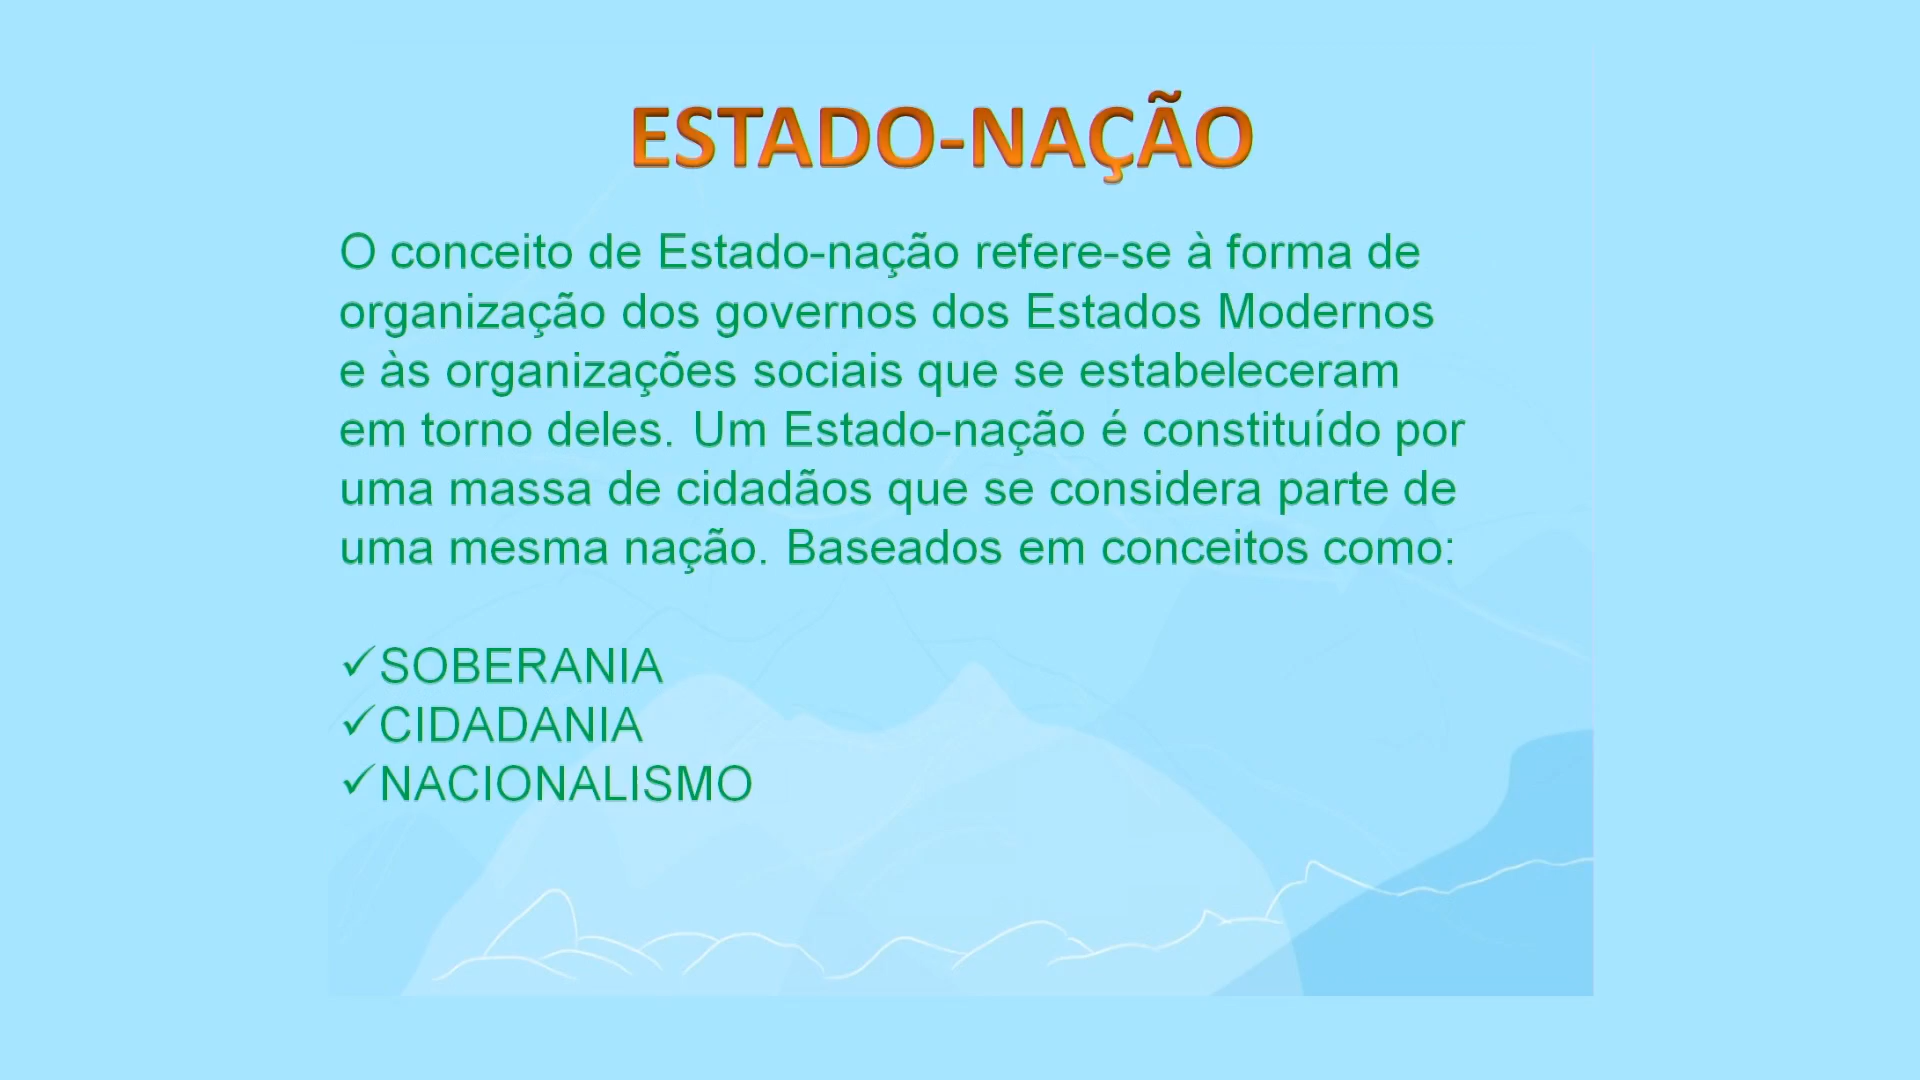 ESTADO-NAÇÃO
O conceito de Estado-nação refere-se à forma de
organização dos governos dos Estados Modernos
e às organizações sociais que se estabeleceram
em torno deles. Um Estado-nação é constituído por
uma massa de cidadãos que se considera parte de
uma mesma nação. Baseados em conceitos como:
✓SOBERANIA
✓CIDADANIA
✓NACIONALISMO